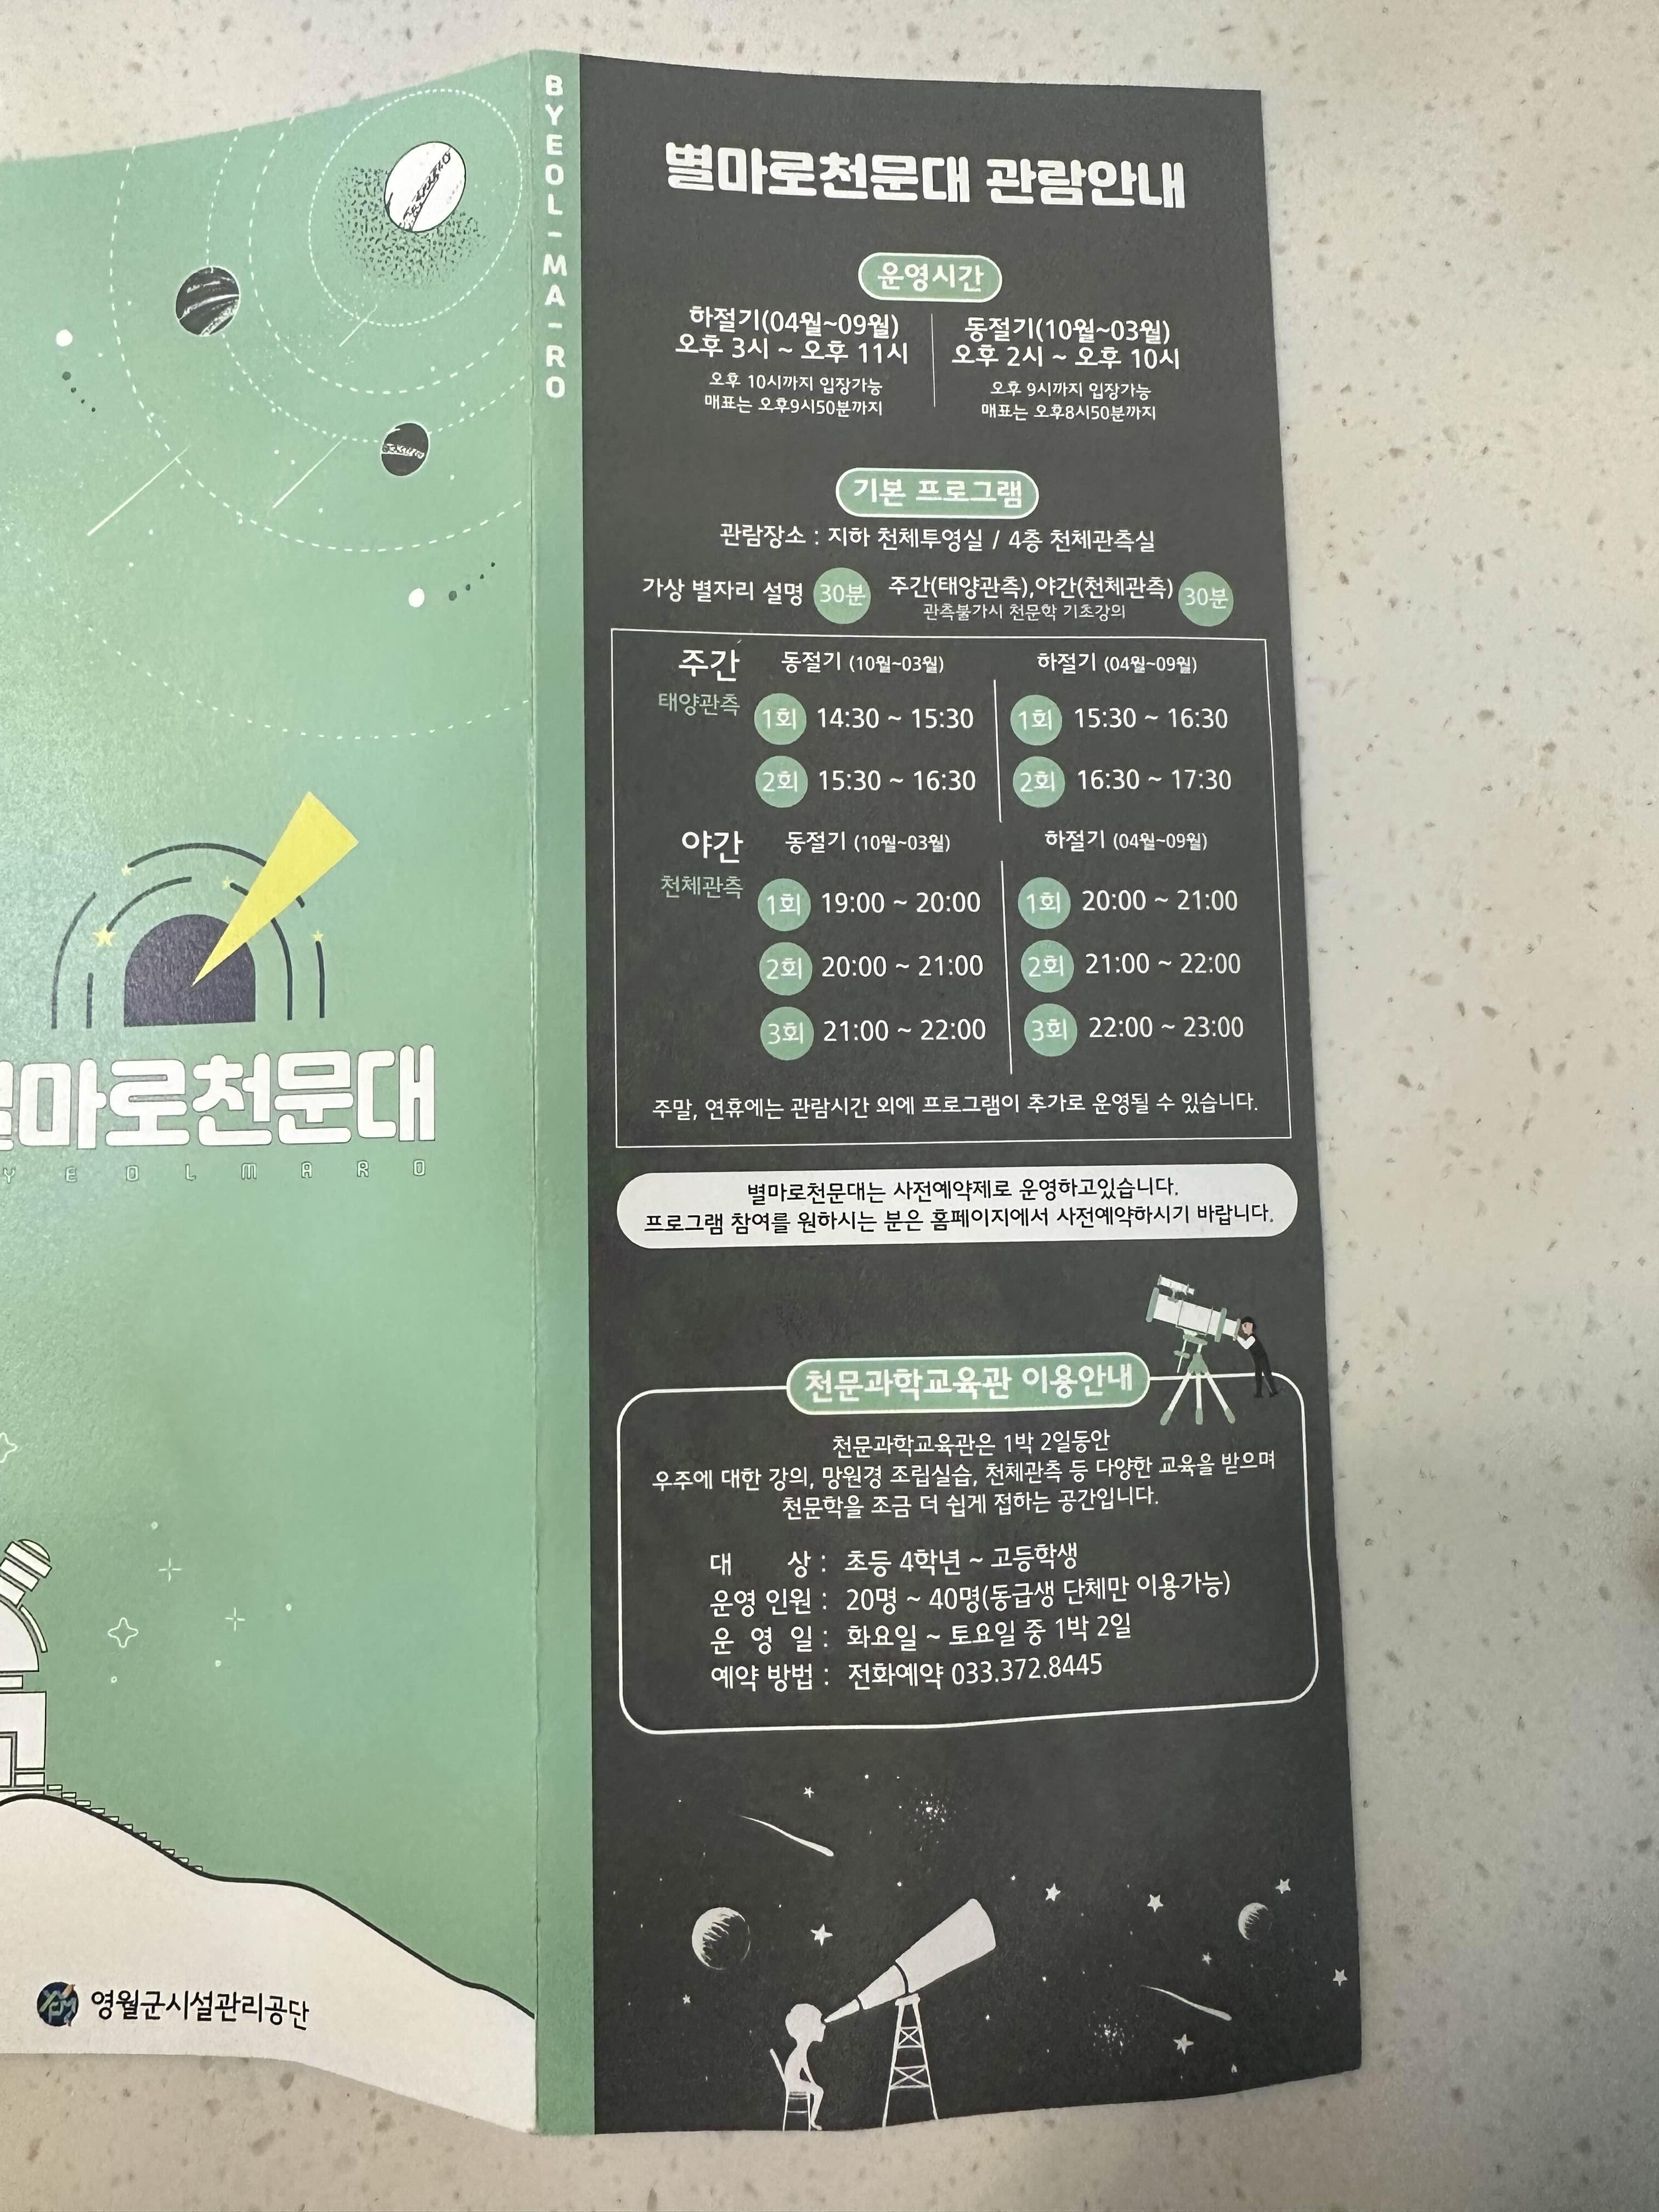 BYEOL-MA-RO
마로천문대
Y E O L M A R O
영월군시설관리공단
별마로천문대 관람안내
운영시간
하절기(04월~09월)
오후 3시 ~ 오후 11시
오후 10시까지 입장가능
매표는 오후9시50분까지
동절기(10월~03월)
오후 2시 ~ 오후 10시
오후 9시까지 입장가능
매표는 오후8시50분까지
기본 프로그램
관람장소 : 지하 천체투영실 / 4층 천체관측실
가상 별자리 설명 30분
주간(태양관측),야간(천체관측) 30분
관측불가시 천문학 기초강의
주간
태양관측
동절기 (10월~03월)
1회 14:30 ~ 15:30
2회 15:30 ~ 16:30
하절기 (04월~09월)
1회 15:30 ~ 16:30
2회 16:30 ~ 17:30
야간
천체관측
동절기 (10월~03월)
1회 19:00 ~ 20:00
2회 20:00 ~ 21:00
3회 21:00 ~ 22:00
하절기 (04월~09월)
1회 20:00 ~ 21:00
2회 21:00 ~ 22:00
3회 22:00 ~ 23:00
주말, 연휴에는 관람시간 외에 프로그램이 추가로 운영될 수 있습니다.
별마로천문대는 사전예약제로 운영하고있습니다.
프로그램 참여를 원하시는 분은 홈페이지에서 사전예약하시기 바랍니다.
천문과학교육관 이용안내
천문과학교육관은 1박 2일동안
우주에 대한 강의, 망원경 조립실습, 천체관측 등 다양한 교육을 받으며
천문학을 조금 더 쉽게 접하는 공간입니다.
대 상 : 초등 4학년 ~ 고등학생
운영 인원 : 20명 ~ 40명(동급생 단체만 이용가능)
운 영 일 : 화요일 ~ 토요일 중 1박 2일
예약 방법 : 전화예약 033.372.8445